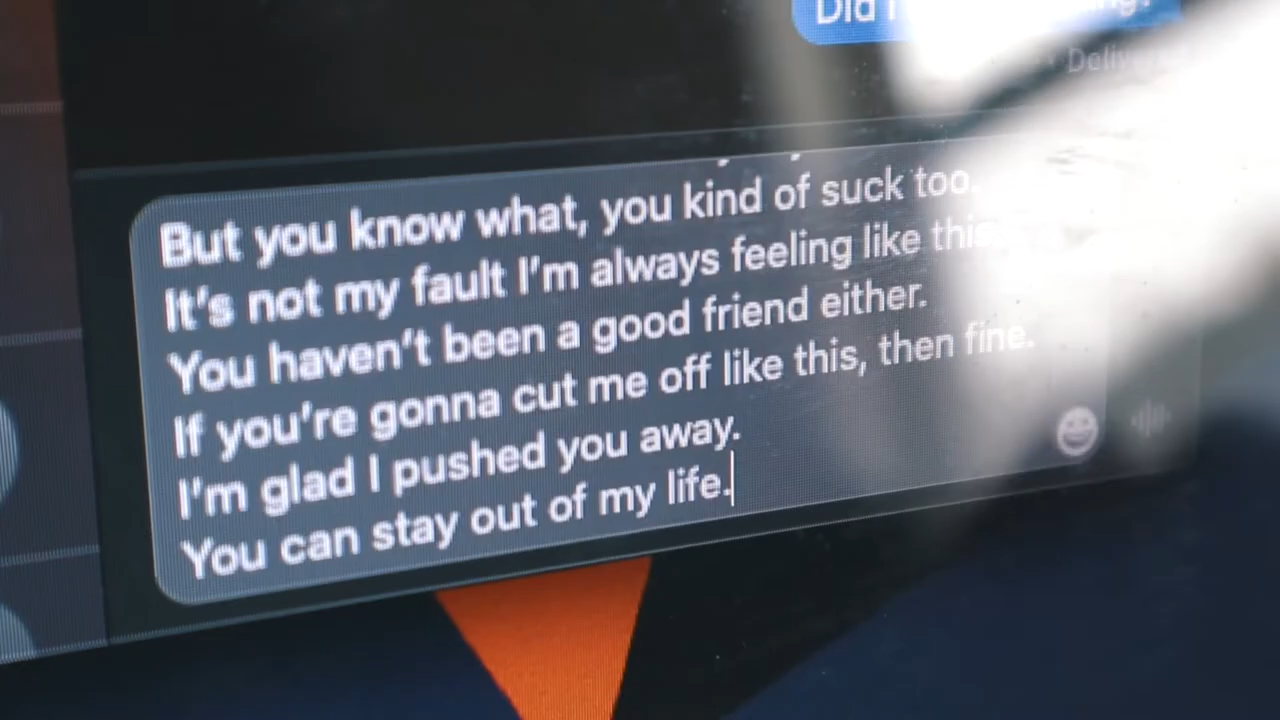 Did
But you know what, you kind of suck too.
It's not my fault I'm always feeling like this
You haven't been a good friend either.
If you're gonna cut me off like this, then fine.
I'm glad I pushed you away.
You can stay out of my life.